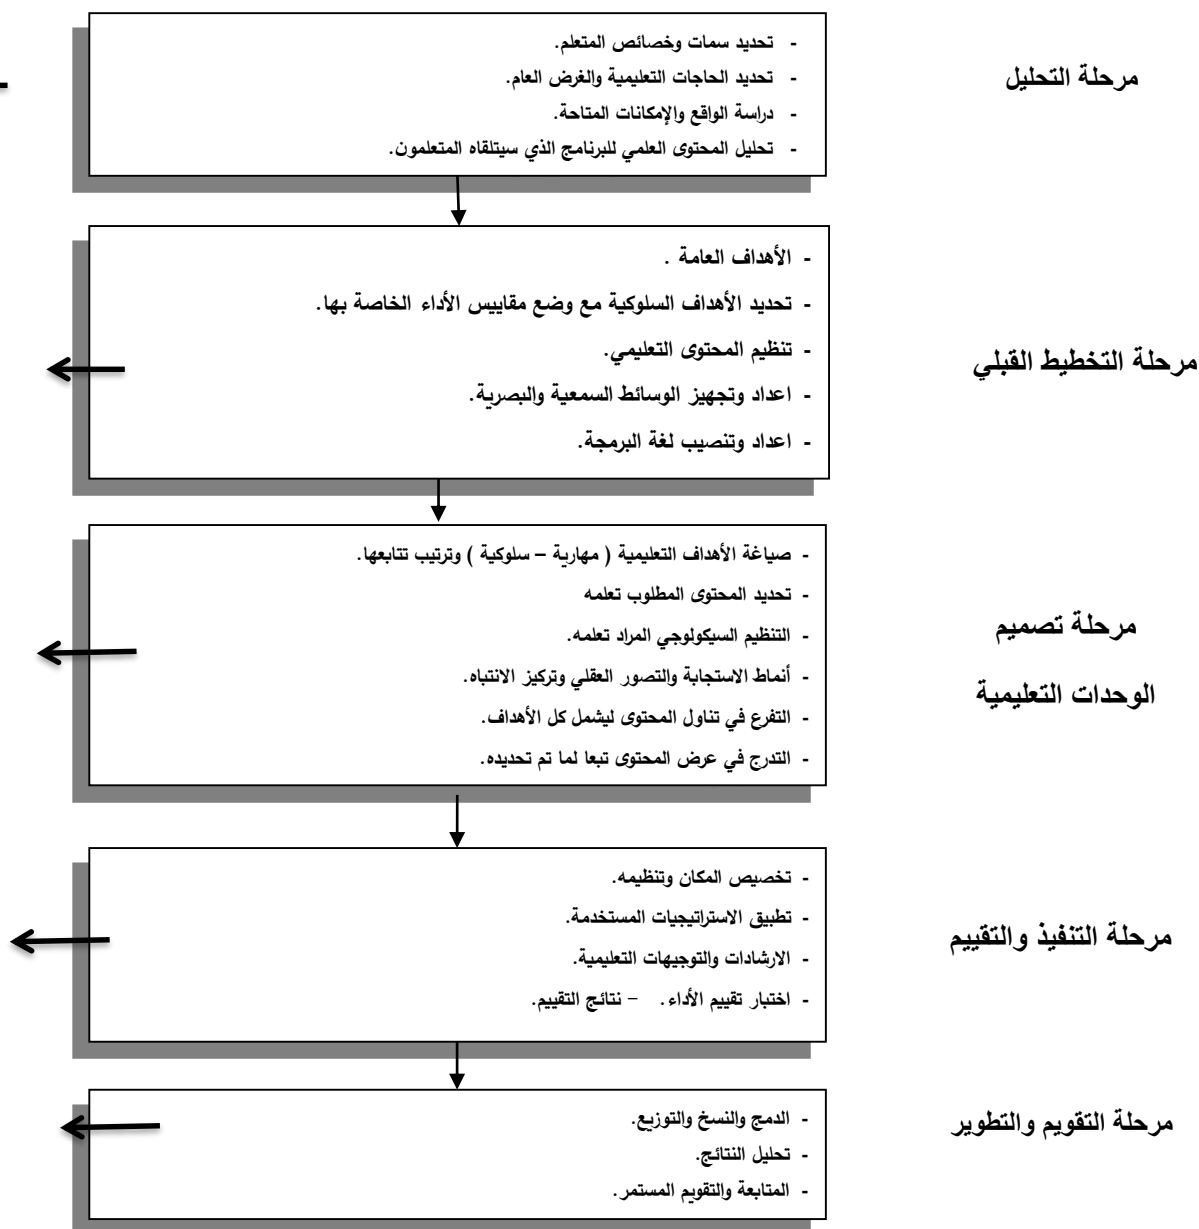 مرحلة التحليل
- تحديد سمات وخصائص المتعلم.
- تحديد الحاجات التعليمية والغرض العام.
- دراسة الواقع والإمكانات المتاحة.
- تحليل المحتوى العلمي للبرنامج الذي سيتلقاه المتعلمون.
مرحلة التخطيط القبلي
- الأهداف العامة .
- تحديد الأهداف السلوكية مع وضع مقاييس الأداء الخاصة بها.
- تنظيم المحتوى التعليمي.
- اعداد وتجهيز الوسائط السمعية والبصرية.
- اعداد وتنصيب لغة البرمجة.
مرحلة تصميم
الوحدات التعليمية
- صياغة الأهداف التعليمية ( مهارية – سلوكية ) وترتيب تتابعها.
- تحديد المحتوى المطلوب تعلمه
- التنظيم السيكولوجي المراد تعلمه.
- أنماط الاستجابة والتصور العقلي وتركيز الانتباه.
- التفرع في تناول المحتوى ليشمل كل الأهداف.
- التدرج في عرض المحتوى تبعا لما تم تحديده.
مرحلة التنفيذ والتقييم
- تخصيص المكان وتنظيمه.
- تطبيق الاستراتيجيات المستخدمة.
- الارشادات والتوجيهات التعليمية.
- اختبار تقييم الأداء. – نتائج التقييم.
مرحلة التقويم والتطوير
- الدمج والنسخ والتوزيع.
- تحليل النتائج.
- المتابعة والتقويم المستمر.